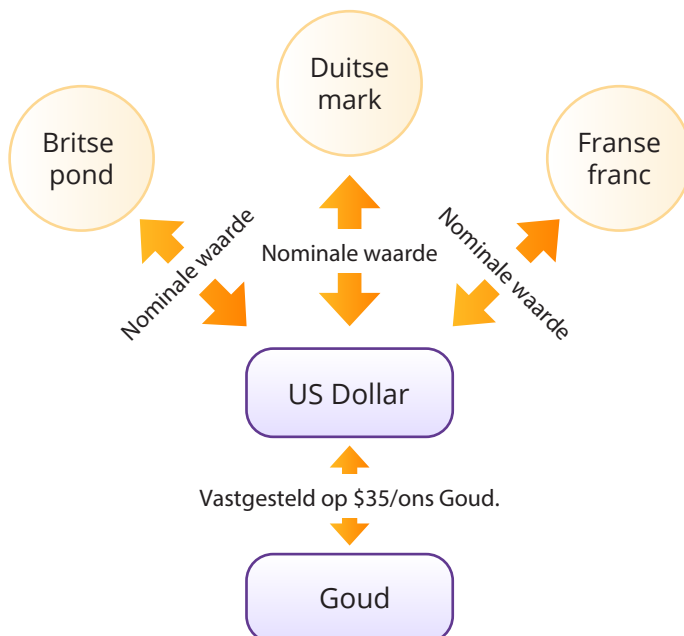 Duitse
mark
Britse
pond
Franse
franc
Nominale waarde
Nominale waarde
Nominale waarde
US Dollar
Vastgesteld op $35/ons Goud.
Goud